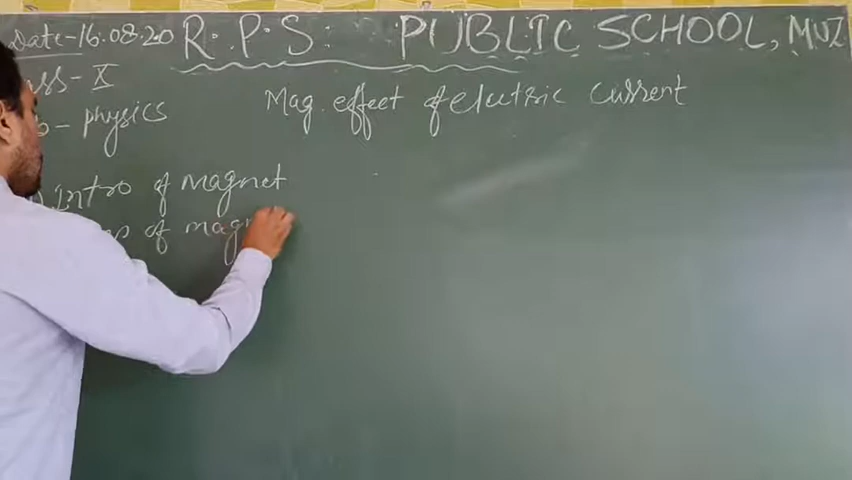 R.P.S: PUBLIC SCHOOL, MUZ
Date-16.08.20
ss- X
Mag. effect of electric current
- physics
Intro of magnet
of mag